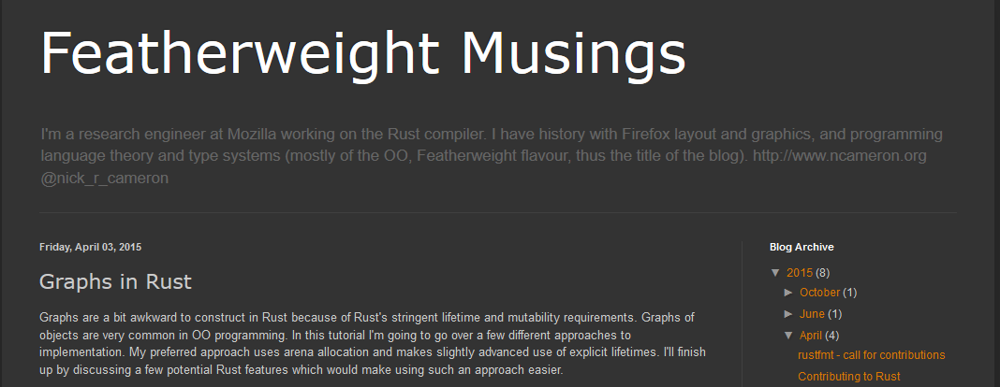 Featherweight Musings
I'm a research engineer at Mozilla working on the Rust compiler. I have history with Firefox layout and graphics, and programming
language theory and type systems (mostly of the OO, Featherweight flavour, thus the title of the blog). http://www.ncameron.org
@nick_r_cameron
Friday, April 03, 2015
Graphs in Rust
Graphs are a bit awkward to construct in Rust because of Rust's stringent lifetime and mutability requirements. Graphs of
objects are very common in OO programming. In this tutorial I'm going to go over a few different approaches to
implementation. My preferred approach uses arena allocation and makes slightly advanced use of explicit lifetimes. I'll finish
up by discussing a few potential Rust features which would make using such an approach easier.
Blog Archive
▼ 2015 (8)
► October (1)
► June (1)
▼ April (4)
rustfmt - call for contributions
Contributing to Rust